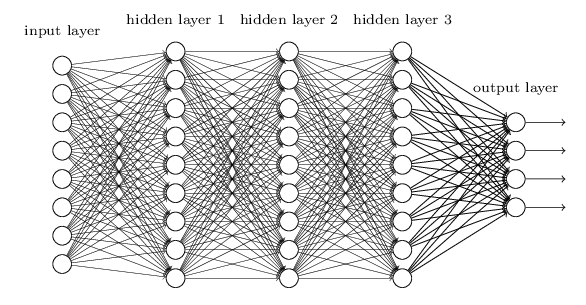 hidden layer 1
hidden layer 2
hidden layer 3
input layer
output layer